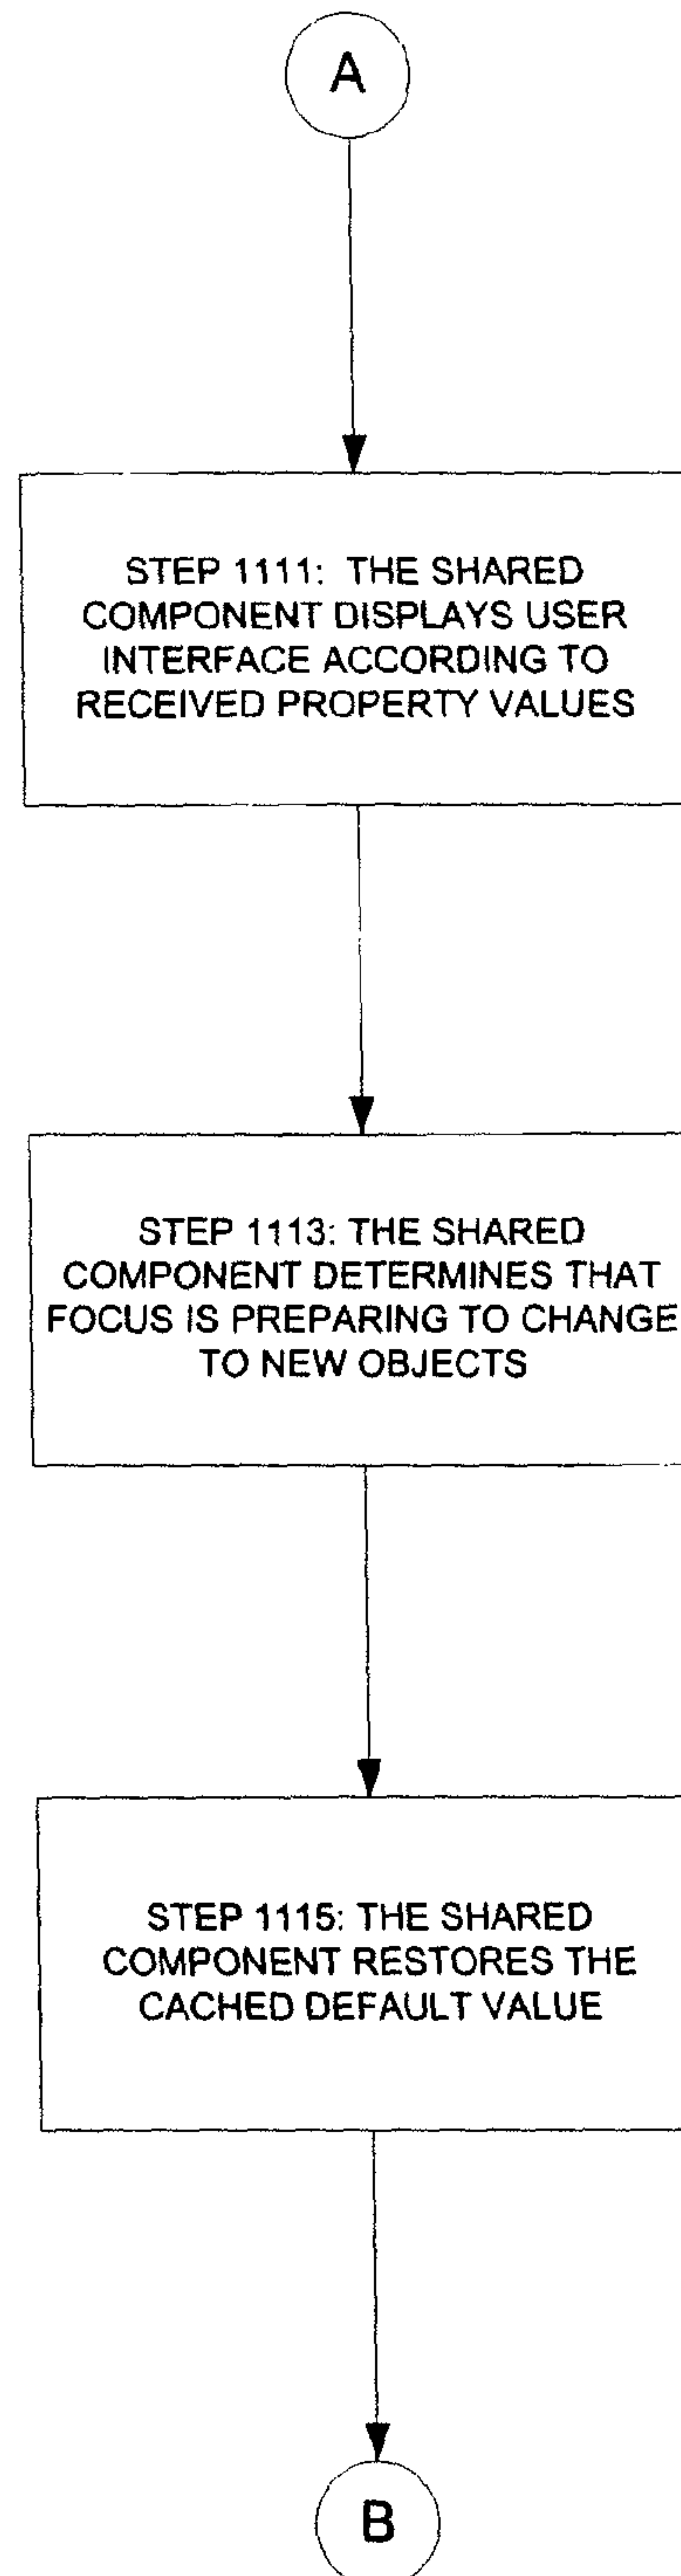 A
STEP 1111: THE SHARED
COMPONENT DISPLAYS USER
INTERFACE ACCORDING TO
RECEIVED PROPERTY VALUES
STEP 1113: THE SHARED
COMPONENT DETERMINES THAT
FOCUS IS PREPARING TO CHANGE
TO NEW OBJECTS
STEP 1115: THE SHARED
COMPONENT RESTORES THE
CACHED DEFAULT VALUE
B